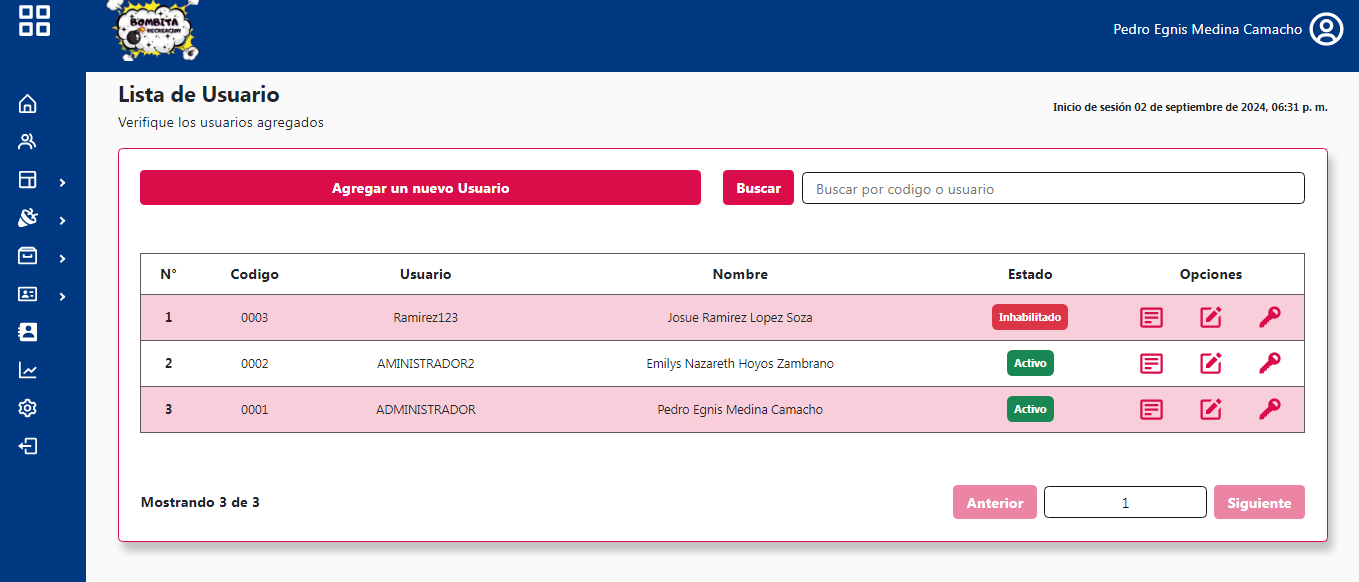 BOMBITA
RECREACION
Pedro Egnis Medina Camacho
Lista de Usuario
Verifique los usuarios agregados
Inicio de sesión 02 de septiembre de 2024, 06:31 p. m.
Agregar un nuevo Usuario Buscar Buscar por codigo o usuario
N° Codigo Usuario Nombre Estado Opciones
1 0003 Ramirez123 Josue Ramirez Lopez Soza Inhabilitado
2 0002 AMINISTRADOR2 Emilys Nazareth Hoyos Zambrano Activo
3 0001 ADMINISTRADOR Pedro Egnis Medina Camacho Activo
Mostrando 3 de 3 Anterior 1 Siguiente